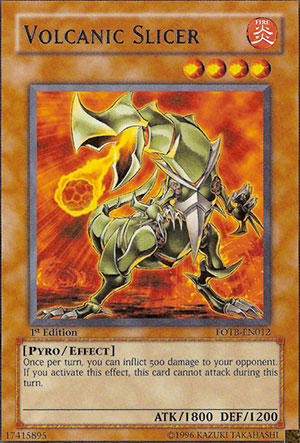 VOLCANIC SLICER
FIRE
炎
1st Edition
FOTB-EN012
[PYRO/EFFECT]
Once per turn, you can inflict 500 damage to your opponent.
If you activate this effect, this card cannot attack during this
turn.
ATK/1800 DEF/1200
17415895
©1996 KAZUKI TAKAHASHI